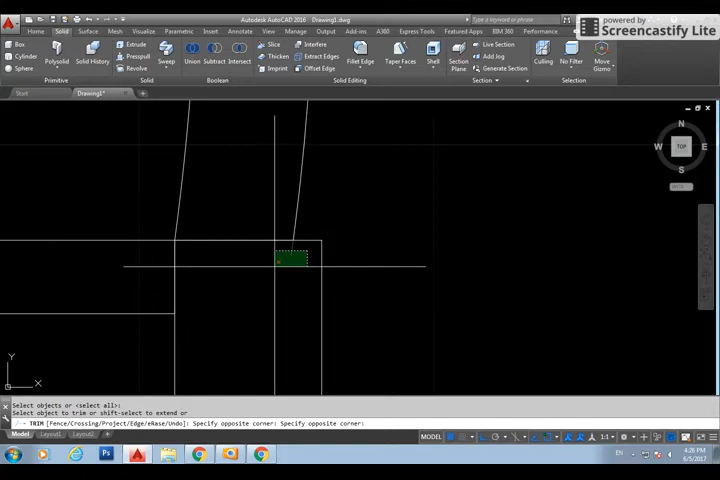 Autodesk AutoCAD 2016 Drawing1.dwg
Type a keyword or phrase
powered by
Screencastify Lite
Home Solid Surface Mesh Visualize Parametric Insert Annotate View Manage Output Add-ins A360 Express Tools Featured Apps BIM 360 Performance
Box
Cylinder
Sphere
Polysolid
Solid History
Extrude
Presspull
Revolve
Sweep
Union Subtract Intersect
Slice
Thicken
Imprint
Interfere
Extract Edges
Offset Edge
Fillet Edge
Taper Faces
Shell
Section
Plane
Live Section
Add Jog
Generate Section
Culling
No Filter
Move
Gizmo
Primitive Solid Boolean Solid Editing Section Selection
Start Drawing1*
N
W TOP E
S
Y
X
Select objects or <select all>:
Select object to trim or shift-select to extend or
TRIM [Fence/Crossing/Project/Edge/eRase/Undo]: Specify opposite corner: Specify opposite corner:
Model Layout1 Layout2
MODEL
1:1
EN
4:26 PM
6/5/2017